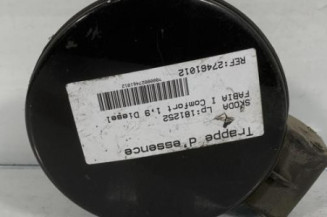 Trappe d'essence
SKODA Lp:181252
FABIA I Comfort 1.9 Diesel
REF:27461012